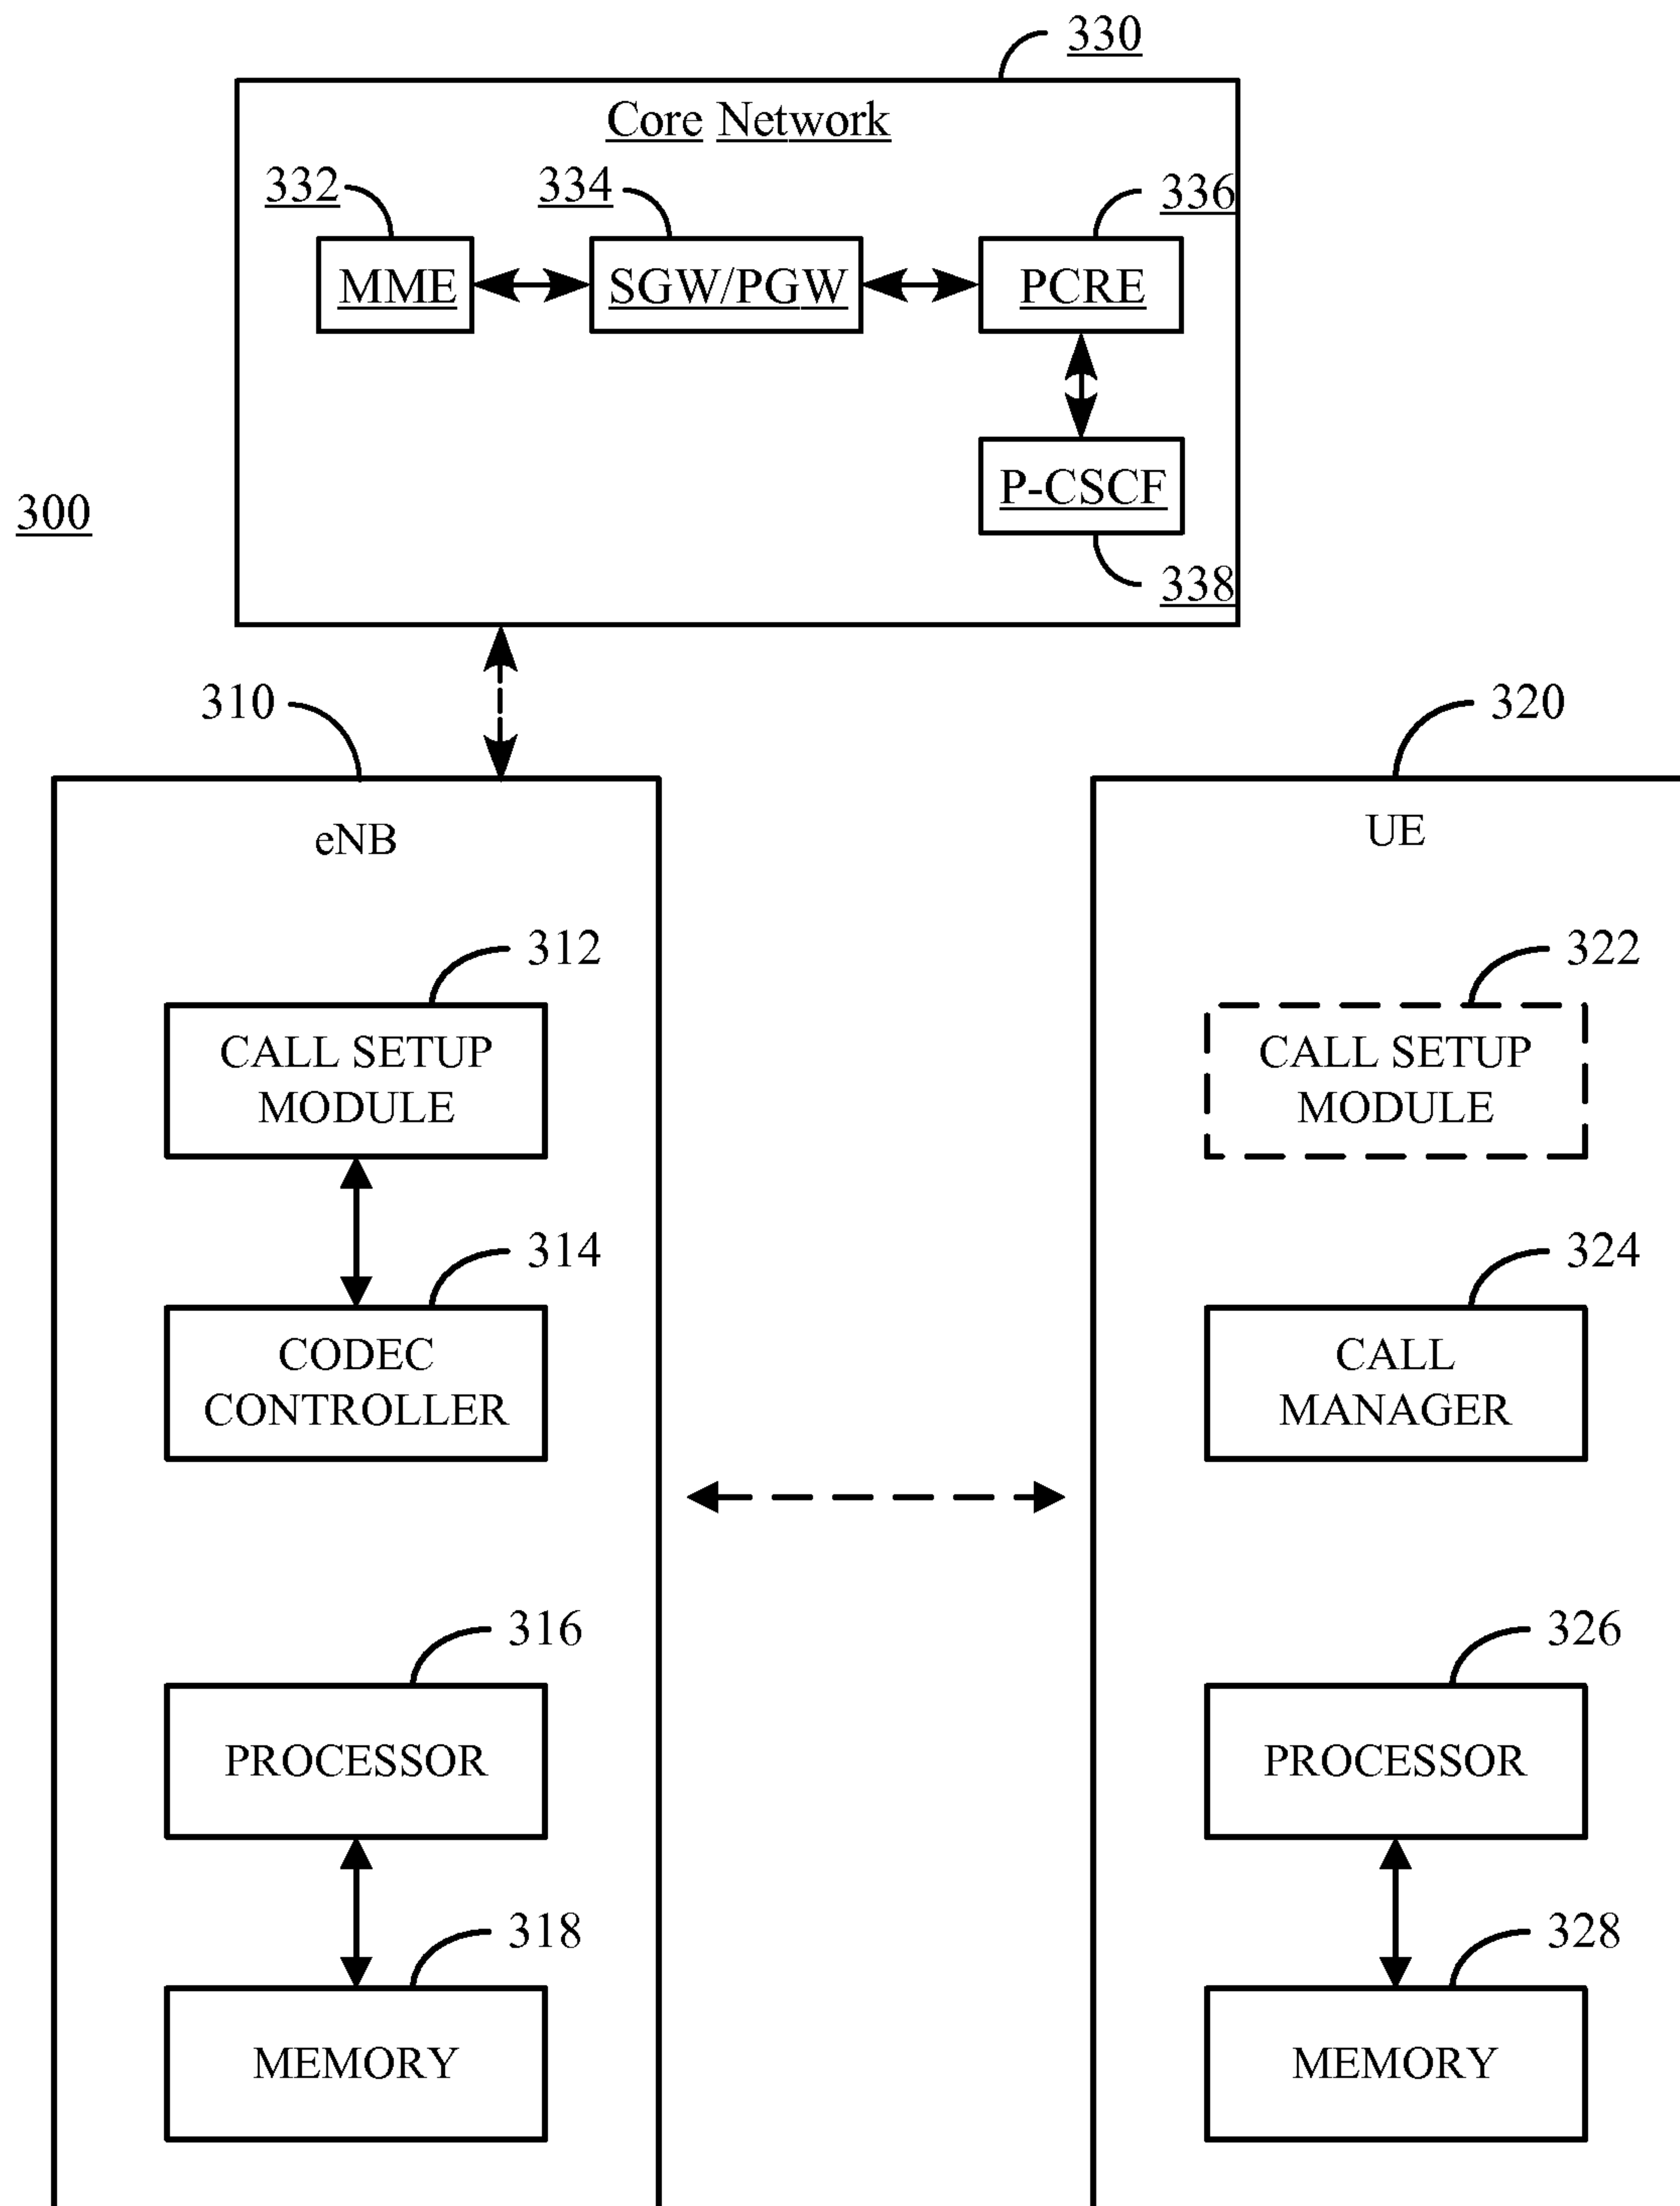 330
Core Network
332
334
336
MME
SGW/PGW
PCRE
P-CSCF
300
338
310
320
eNB
UE
312
322
CALL SETUP
MODULE
CALL SETUP
MODULE
314
324
CODEC
CONTROLLER
CALL
MANAGER
316
326
PROCESSOR
PROCESSOR
318
328
MEMORY
MEMORY